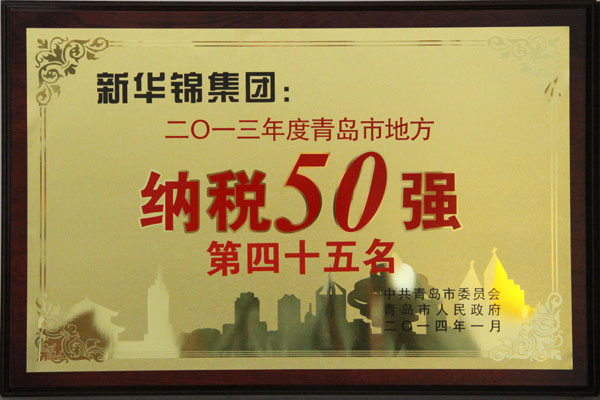 新华锦集团：
二〇一三年度青岛市地方
纳税50强
第四十五名
中共青岛市委员会
青岛市人民政府
二〇一四年一月